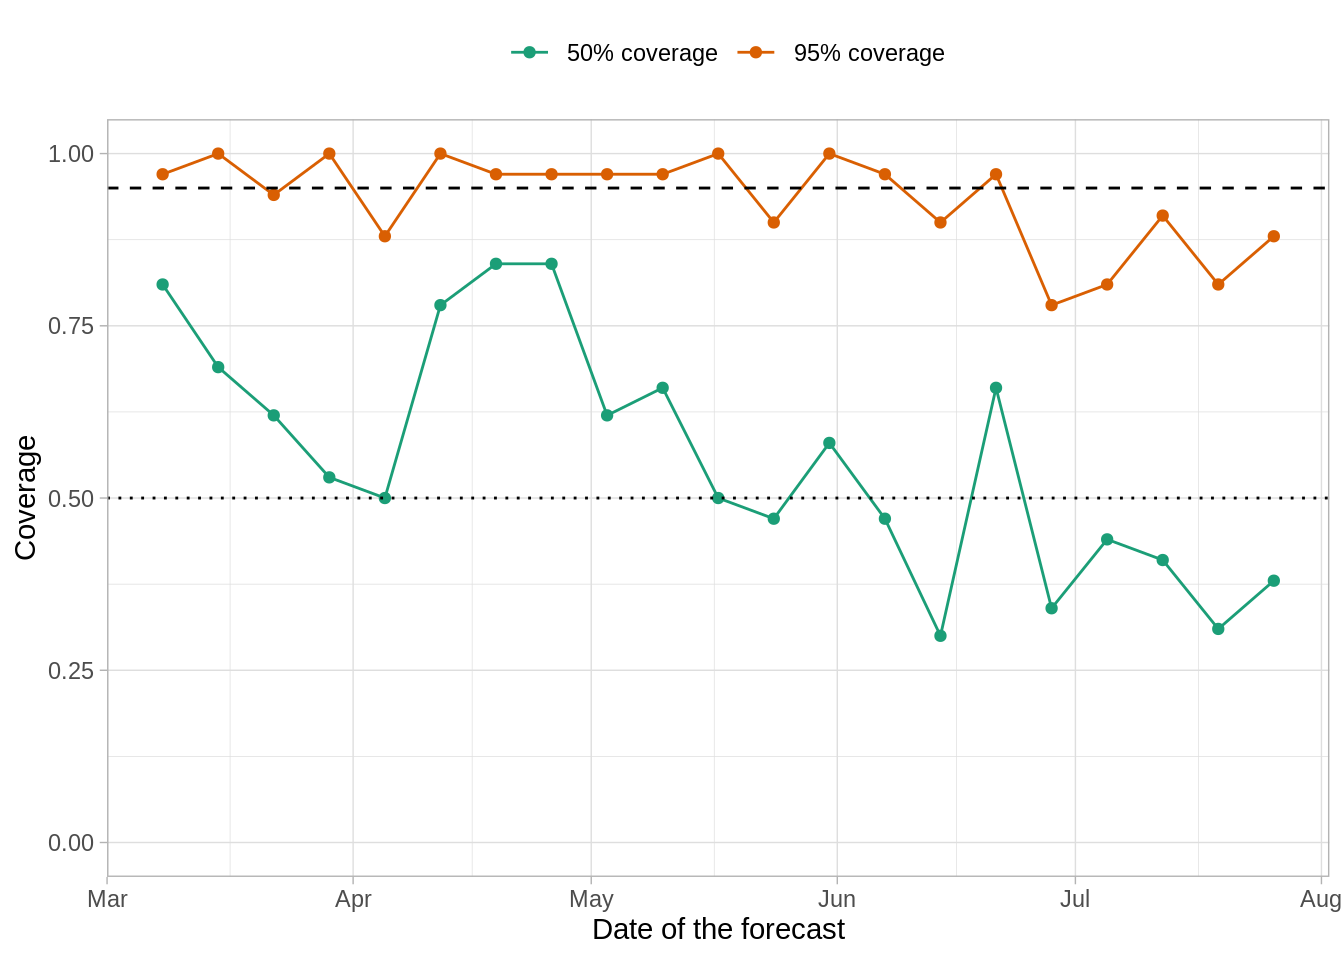 50% coverage 95% coverage
1.00
0.75
0.50
0.25
0.00
Coverage
Mar Apr May Jun Jul Aug
Date of the forecast